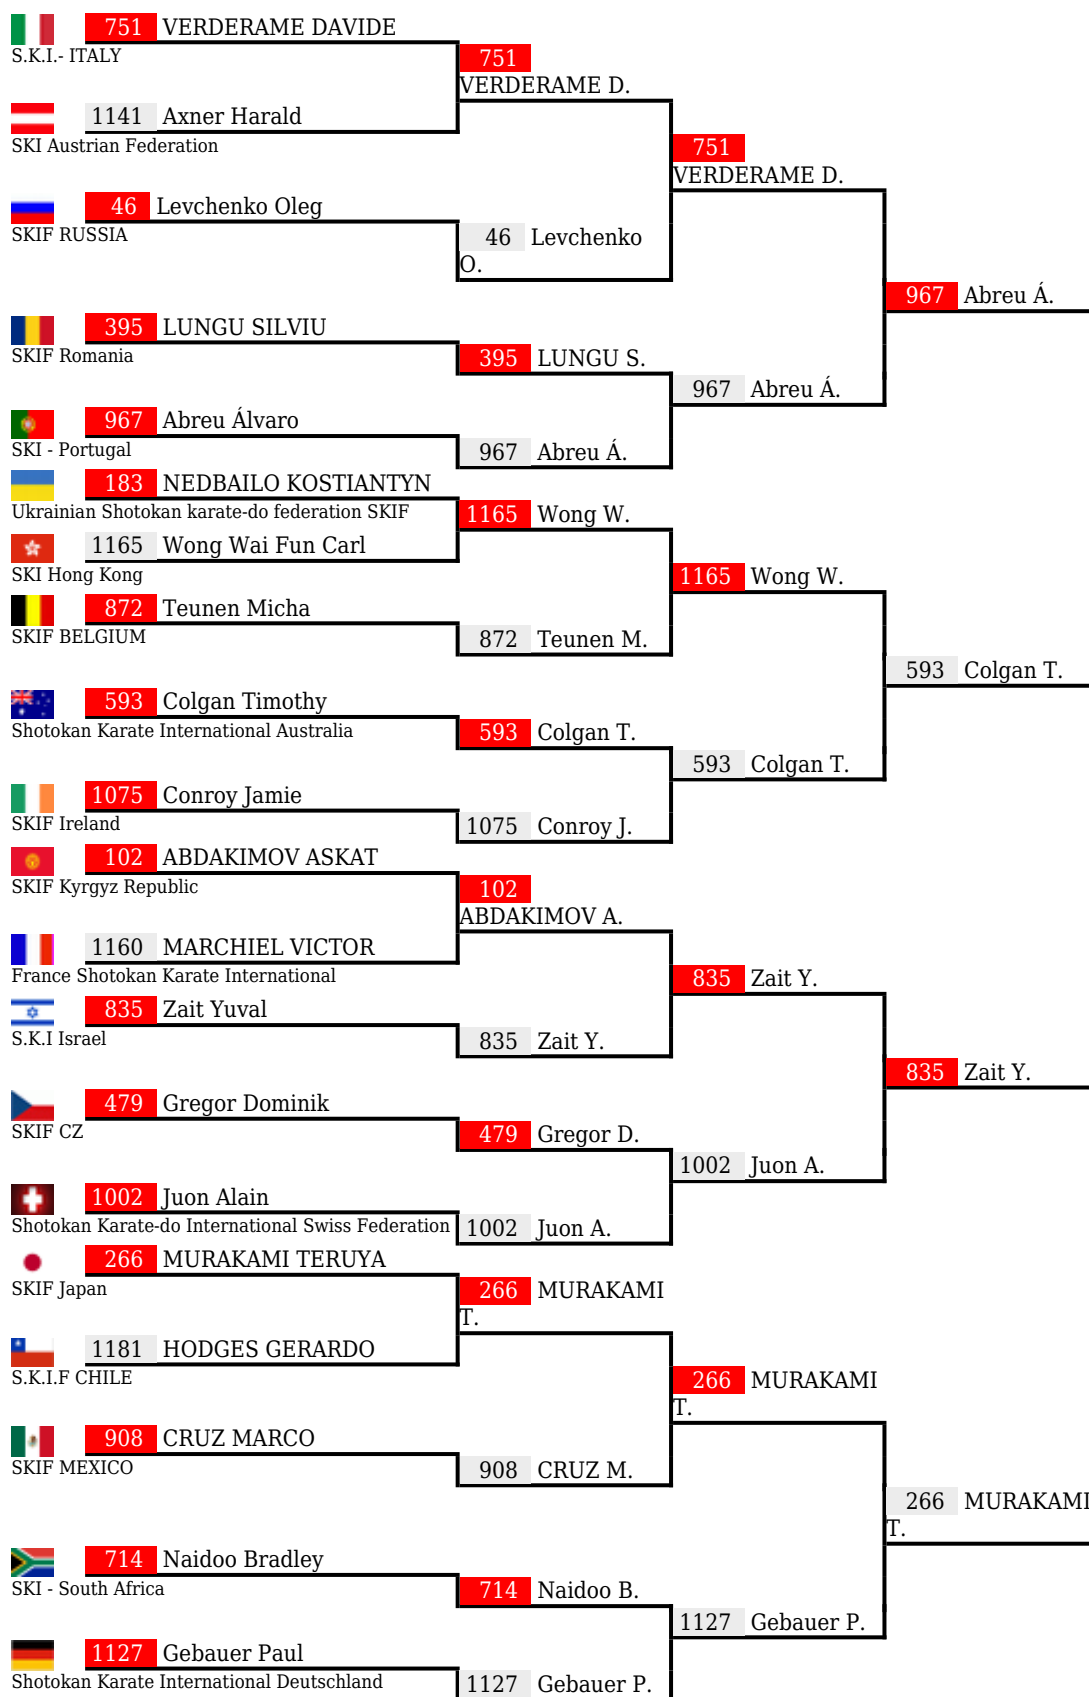 751 VERDERAME DAVIDE
S.K.I.- ITALY
751
VERDERAME D.
1141 Axner Harald
SKI Austrian Federation
751
VERDERAME D.
46 Levchenko Oleg
SKIF RUSSIA
46 Levchenko
O.
967 Abreu Á.
395 LUNGU SILVIU
SKIF Romania
395 LUNGU S.
967 Abreu Á.
967 Abreu Álvaro
SKI - Portugal
967 Abreu Á.
183 NEDBAILO KOSTIANTYN
Ukrainian Shotokan karate-do federation SKIF
1165 Wong W.
1165 Wong Wai Fun Carl
SKI Hong Kong
1165 Wong W.
872 Teunen Micha
SKIF BELGIUM
872 Teunen M.
593 Colgan T.
593 Colgan Timothy
Shotokan Karate International Australia
593 Colgan T.
593 Colgan T.
1075 Conroy Jamie
SKIF Ireland
1075 Conroy J.
102 ABDAKIMOV ASKAT
SKIF Kyrgyz Republic
102
ABDAKIMOV A.
1160 MARCHIEL VICTOR
France Shotokan Karate International
835 Zait Y.
835 Zait Yuval
S.K.I Israel
835 Zait Y.
835 Zait Y.
479 Gregor Dominik
SKIF CZ
479 Gregor D.
1002 Juon A.
1002 Juon Alain
Shotokan Karate-do International Swiss Federation
1002 Juon A.
266 MURAKAMI TERUYA
SKIF Japan
266 MURAKAMI
T.
1181 HODGES GERARDO
S.K.I.F CHILE
266 MURAKAMI
T.
908 CRUZ MARCO
SKIF MEXICO
908 CRUZ M.
266 MURAKAMI
T.
714 Naidoo Bradley
SKI - South Africa
714 Naidoo B.
1127 Gebauer P.
1127 Gebauer Paul
Shotokan Karate International Deutschland
1127 Gebauer P.